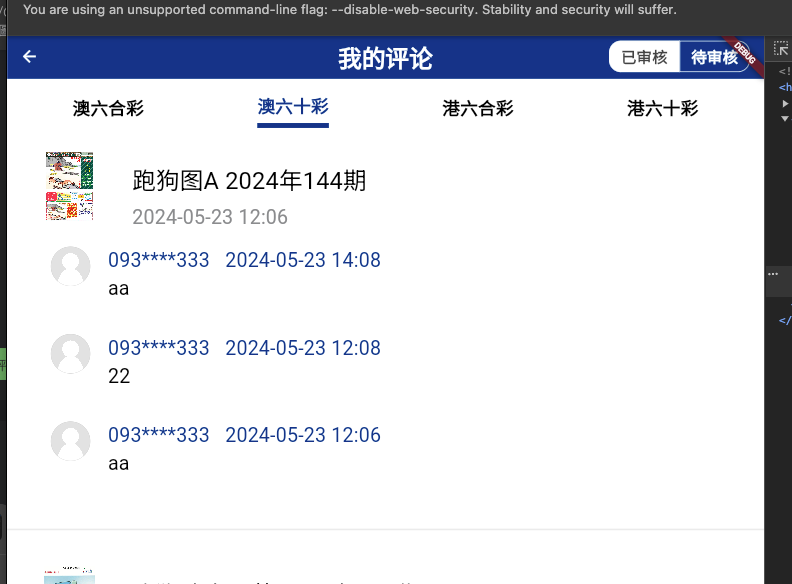 You are using an unsupported command-line flag: --disable-web-security. Stability and security will suffer.
我的评论
已审核
待审核
DEBUG
澳六合彩
澳六十彩
港六合彩
港六十彩
跑狗图A 2024年144期
2024-05-23 12:06
093****333 2024-05-23 14:08
aa
093****333 2024-05-23 12:08
22
093****333 2024-05-23 12:06
aa
<!
<h
</